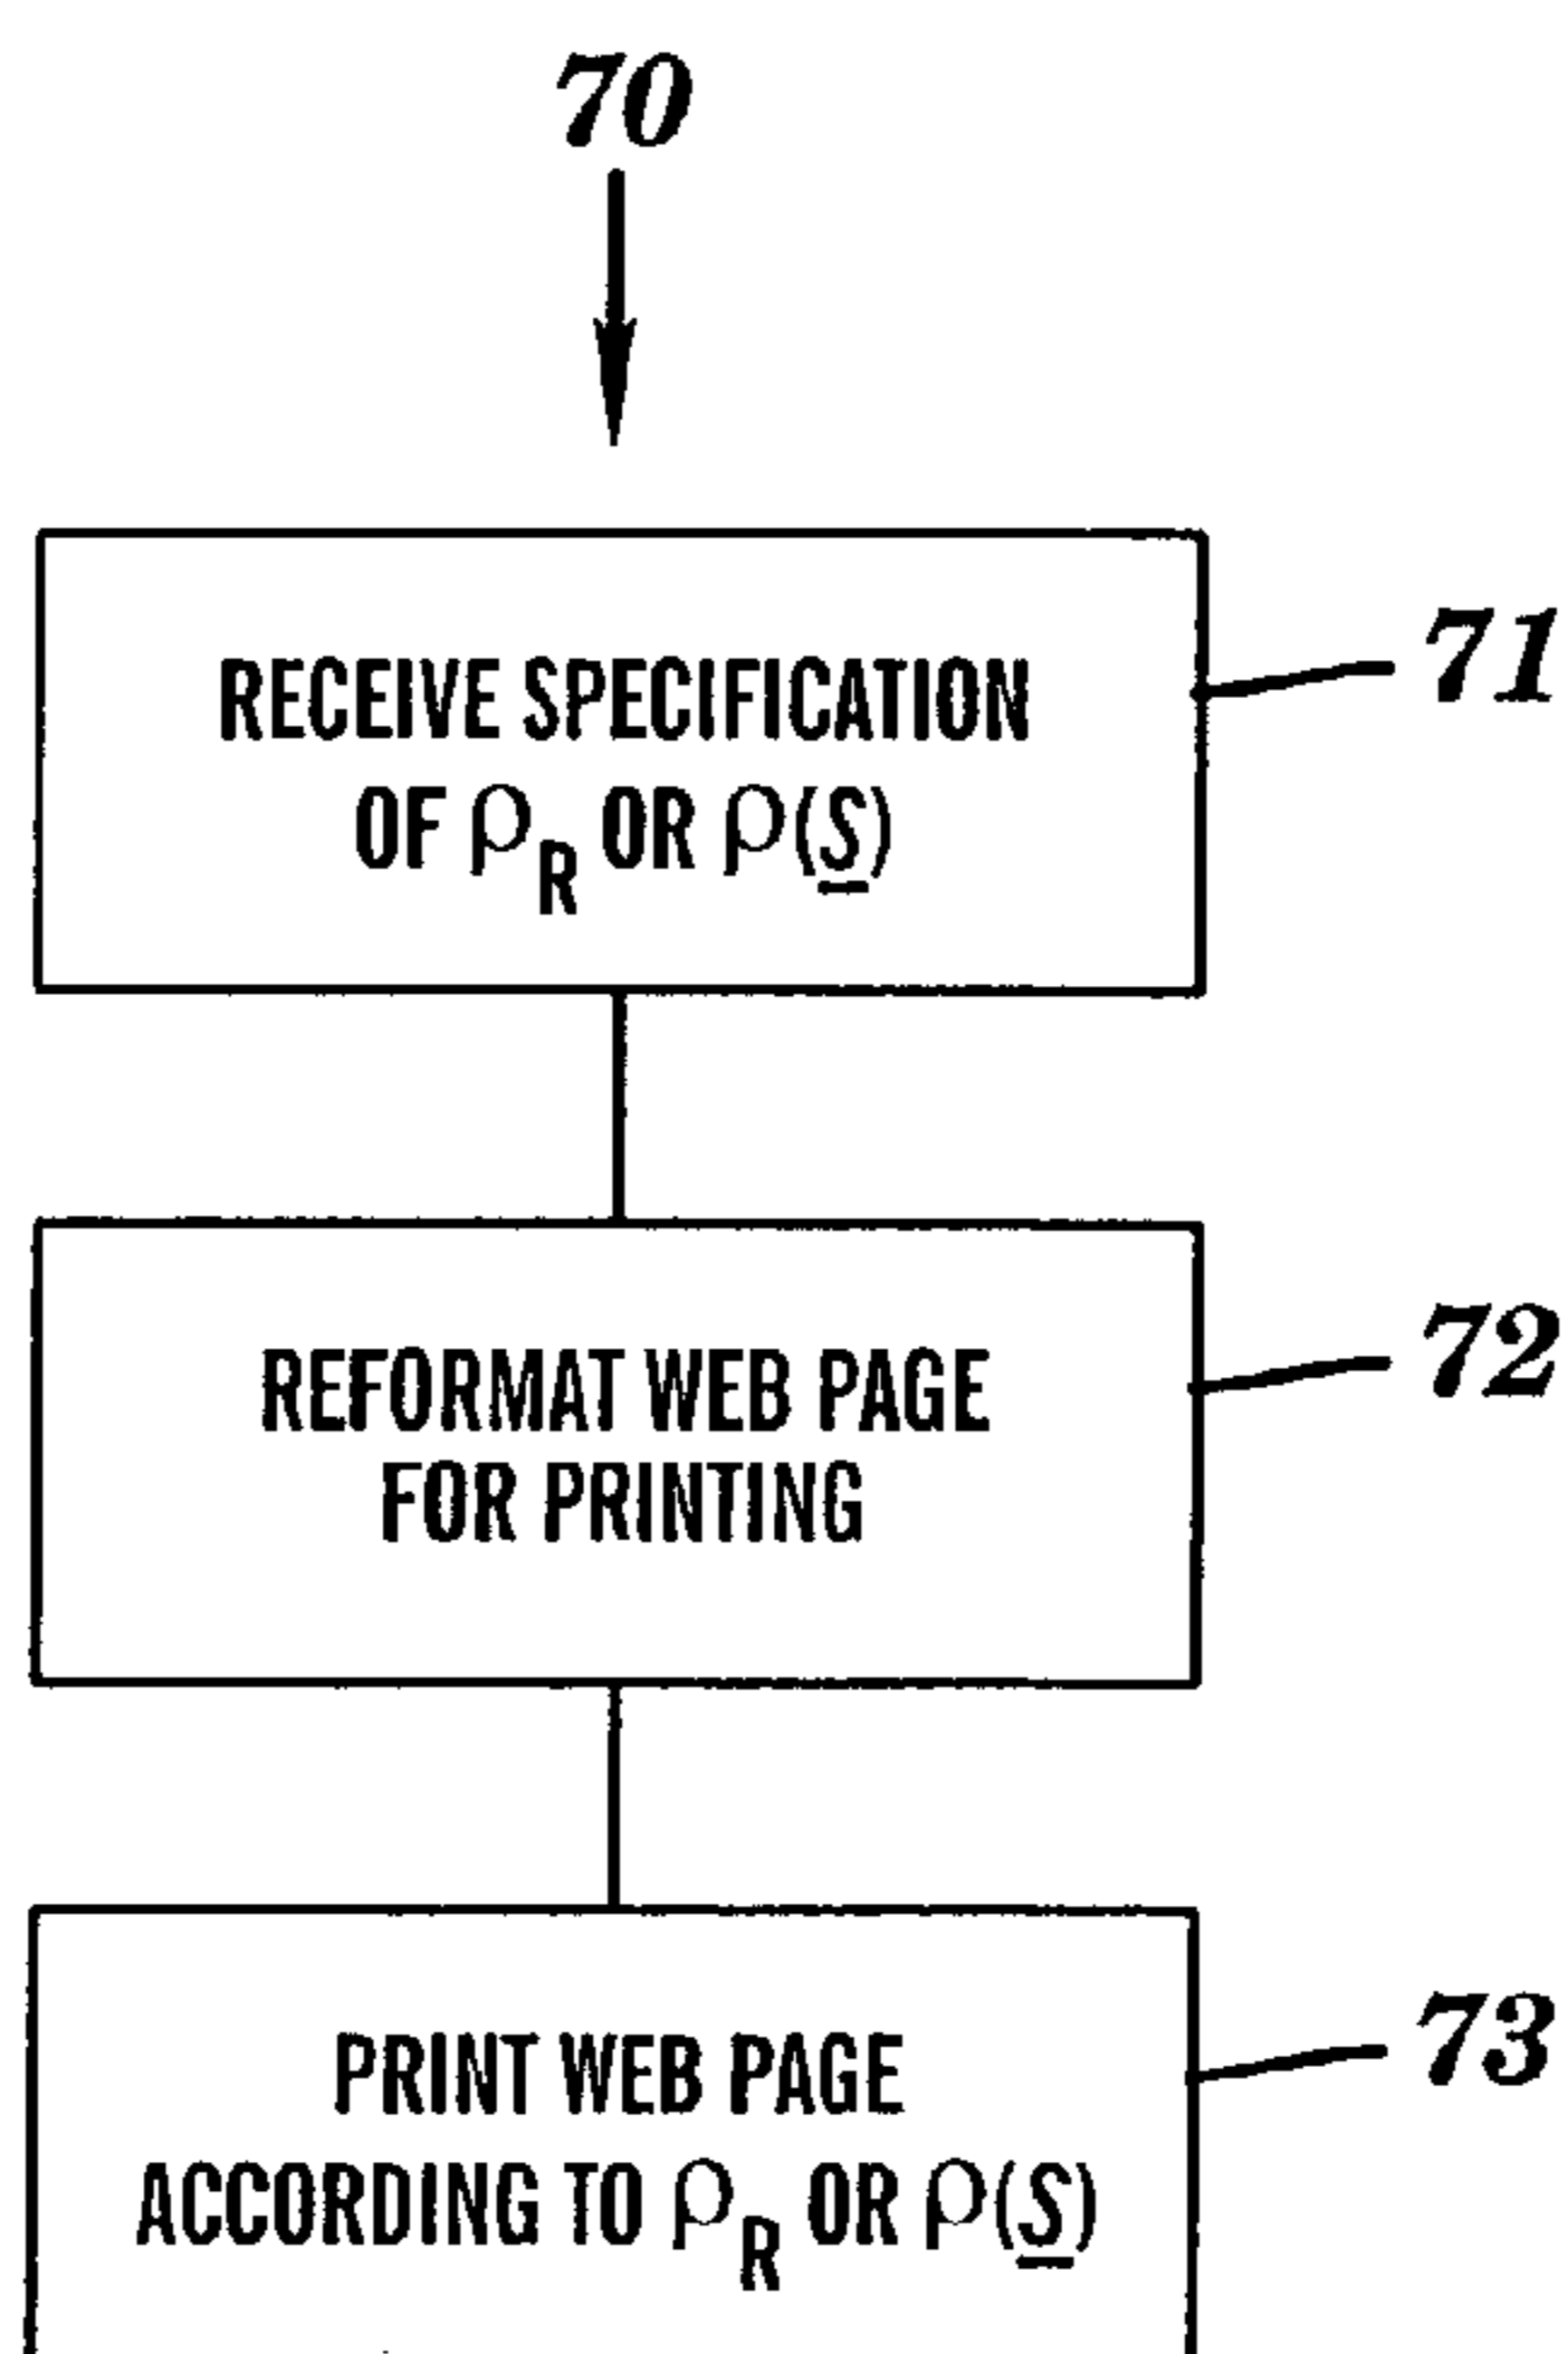 70
RECEIVE SPECIFICATION
OF ρR OR ρ(S)
71
REFORMAT WEB PAGE
FOR PRINTING
72
PRINT WEB PAGE
ACCORDING TO ρR OR ρ(S)
73